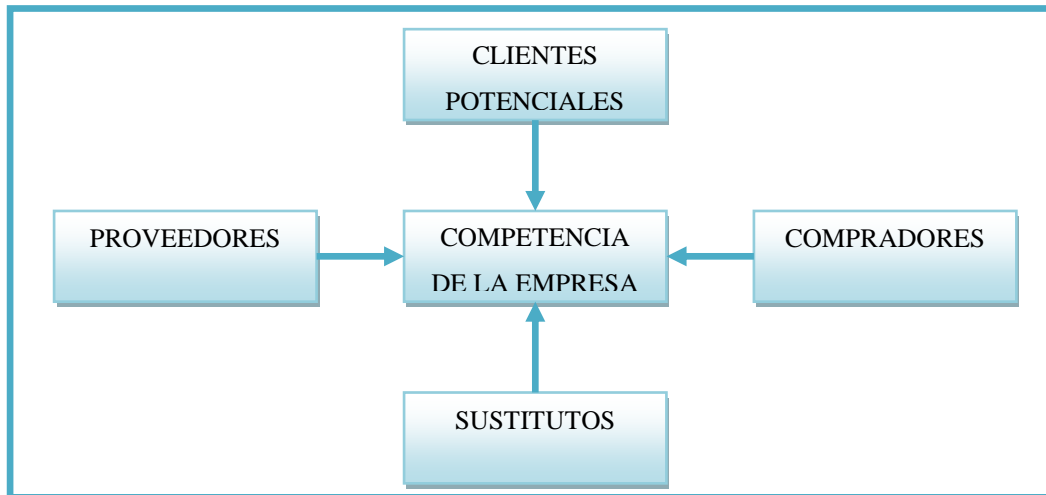 CLIENTES
POTENCIALES
PROVEEDORES
COMPETENCIA
DE LA EMPRESA
COMPRADORES
SUSTITUTOS